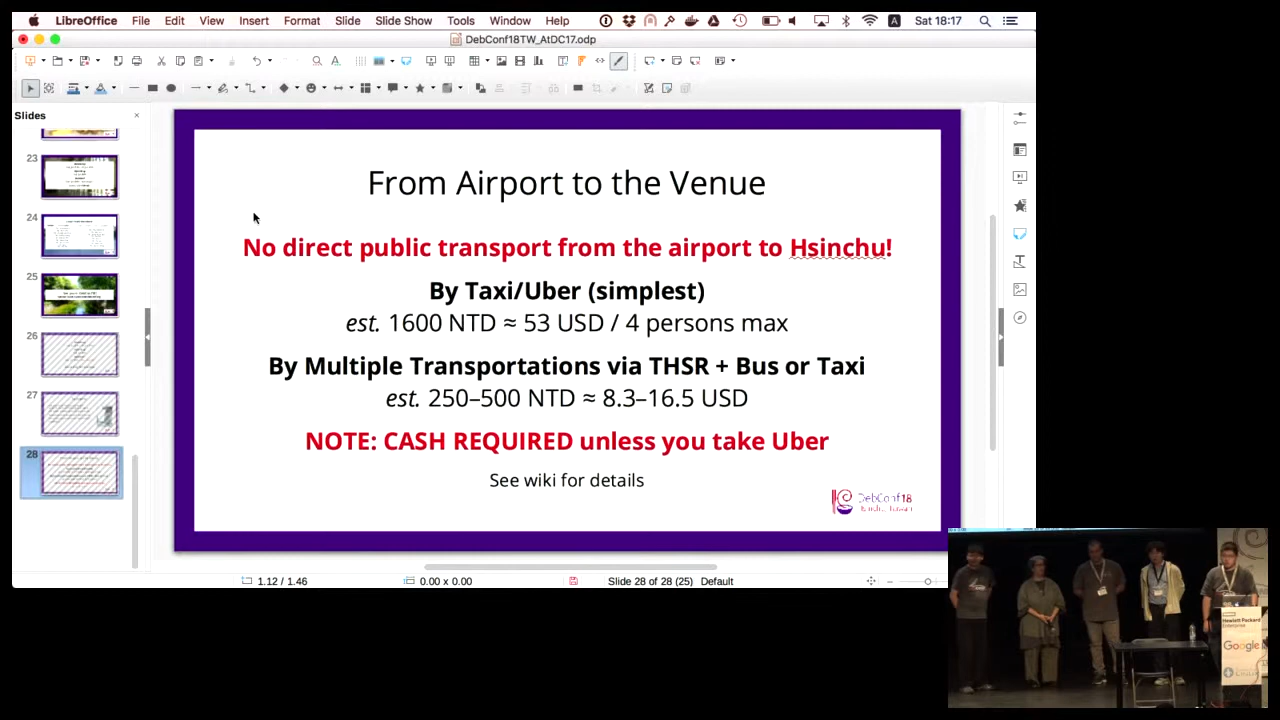 LibreOffice File Edit View Insert Format Slide Slide Show Tools Window Help A Sat 18:17
DebConf18TW_AtDC17.odp
Slides
23
24
25
26
27
28
From Airport to the Venue
No direct public transport from the airport to Hsinchu!
By Taxi/Uber (simplest)
est. 1600 NTD ≈ 53 USD / 4 persons max
By Multiple Transportations via THSR + Bus or Taxi
est. 250–500 NTD ≈ 8.3–16.5 USD
NOTE: CASH REQUIRED unless you take Uber
See wiki for details
DebConf18
1.12 / 1.46 0.00 x 0.00 Slide 28 of 28 (25) Default
Hewlett Packard
Enterprise
Google